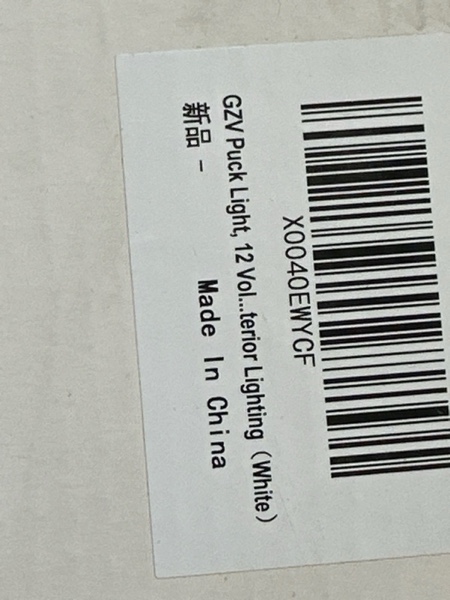 X0040EWYCF
GZV Puck Light, 12 Vol...terior Lighting (White)
新品 -
Made In China